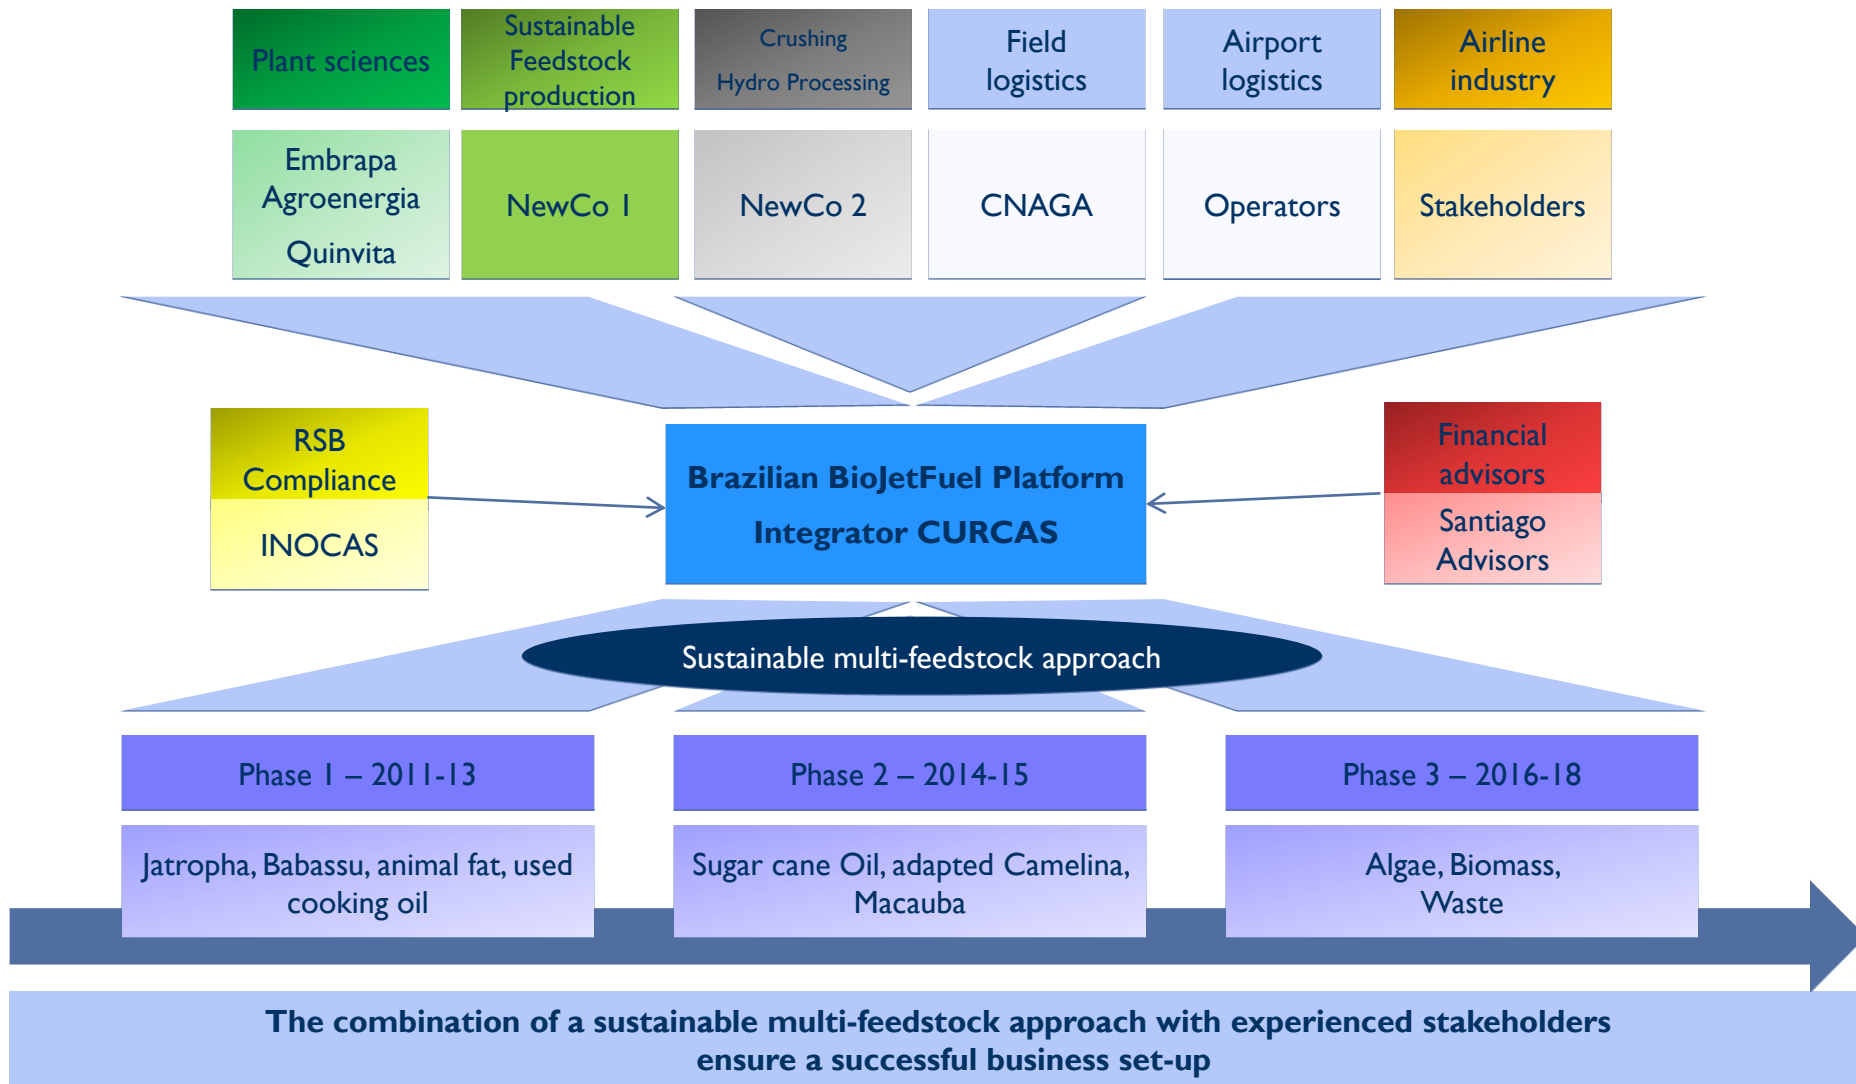 Plant sciences
Sustainable
Feedstock
production
Crushing
Hydro Processing
Field
logistics
Airport
logistics
Airline
industry
Embrapa
Agroenergia
Quinvita
NewCo 1
NewCo 2
CNAGA
Operators
Stakeholders
RSB
Compliance
INOCAS
Brazilian BioJetFuel Platform
Integrator CURCAS
Financial
advisors
Santiago
Advisors
Sustainable multi-feedstock approach
Phase 1 – 2011-13
Phase 2 – 2014-15
Phase 3 – 2016-18
Jatropha, Babassu, animal fat, used
cooking oil
Sugar cane Oil, adapted Camelina,
Macauba
Algae, Biomass,
Waste
The combination of a sustainable multi-feedstock approach with experienced stakeholders
ensure a successful business set-up